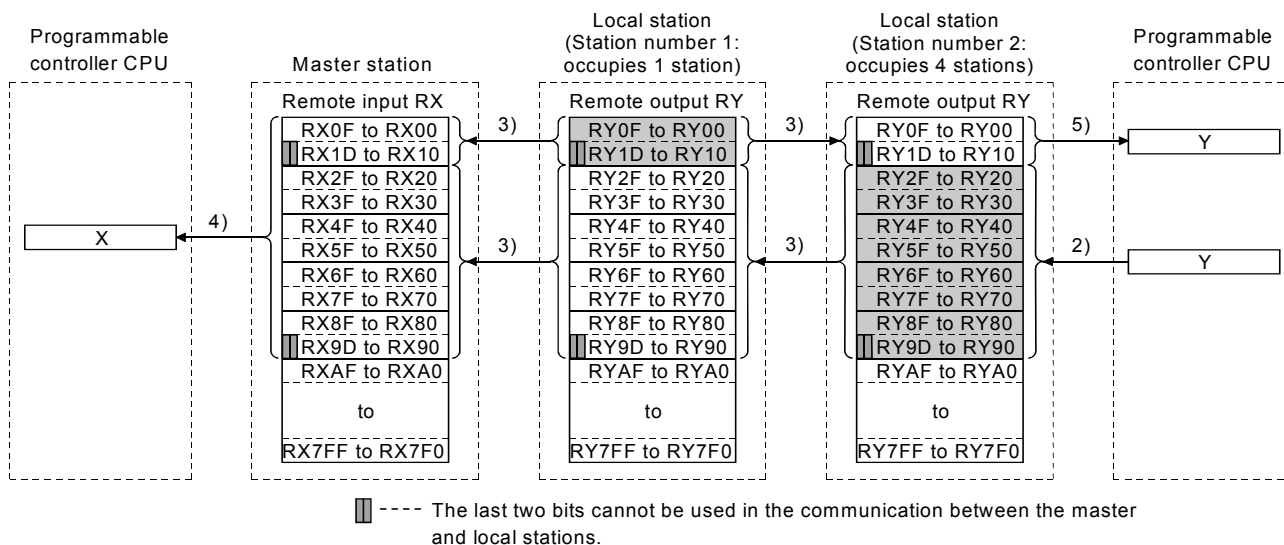 Programmable
controller CPU
X
4)
Master station
Remote input RX
RX0F to RX00
RX1D to RX10
RX2F to RX20
RX3F to RX30
RX4F to RX40
RX5F to RX50
RX6F to RX60
RX7F to RX70
RX8F to RX80
RX9D to RX90
RXAF to RXA0
to
RX7FF to RX7F0
3)
3)
Local station
(Station number 1:
occupies 1 station)
Remote output RY
RY0F to RY00
RY1D to RY10
RY2F to RY20
RY3F to RY30
RY4F to RY40
RY5F to RY50
RY6F to RY60
RY7F to RY70
RY8F to RY80
RY9D to RY90
RYAF to RYA0
to
RY7FF to RY7F0
3)
3)
Local station
(Station number 2:
occupies 4 stations)
Remote output RY
RY0F to RY00
RY1D to RY10
RY2F to RY20
RY3F to RY30
RY4F to RY40
RY5F to RY50
RY6F to RY60
RY7F to RY70
RY8F to RY80
RY9D to RY90
RYAF to RYA0
to
RY7FF to RY7F0
5)
2)
Programmable
controller CPU
Y
Y
---- The last two bits cannot be used in the communication between the master
and local stations.